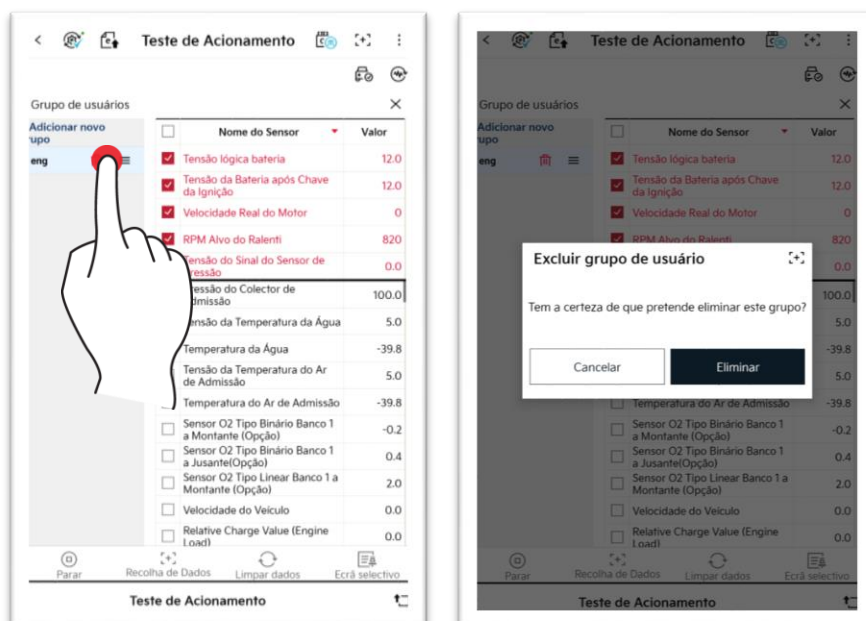 Teste de Acionamento
Grupo de usuários
Adicionar novo
upo
eng
Nome do Sensor
Valor
Tensão lógica bateria
12.0
Tensão da Bateria após Chave
da Ignição
12.0
Velocidade Real do Motor
0
RPM Alvo do Ralenti
820
Tensão do Sinal do Sensor de
ressão
0.0
ressão do Colector de
dmissão
100.0
ensão da Temperatura da Água
5.0
Temperatura da Água
-39.8
Tensão da Temperatura do Ar
de Admissão
5.0
Temperatura do Ar de Admissão
-39.8
Sensor O2 Tipo Binário Banco 1
a Montante (Opção)
-0.2
Sensor O2 Tipo Binário Banco 1
a Jusante(Opção)
0.4
Sensor O2 Tipo Linear Banco 1 a
Montante (Opção)
2.0
Velocidade do Veículo
0.0
Relative Charge Value (Engine
Load)
0.0
Parar
Recolha de Dados
Limpar dados
Ecrã selectivo
Teste de Acionamento
Teste de Acionamento
Grupo de usuários
Adicionar novo
upo
eng
Nome do Sensor
Valor
Tensão lógica bateria
12.0
Tensão da Bateria após Chave
da Ignição
12.0
Velocidade Real do Motor
0
RPM Alvo do Ralenti
820
0.0
Excluir grupo de usuário
Tem a certeza de que pretende eliminar este grupo?
Cancelar
Eliminar
100.0
5.0
-39.8
5.0
Temperatura do Ar de Admissão
-39.8
Sensor O2 Tipo Binário Banco 1
a Montante (Opção)
-0.2
Sensor O2 Tipo Binário Banco 1
a Jusante(Opção)
0.4
Sensor O2 Tipo Linear Banco 1 a
Montante (Opção)
2.0
Velocidade do Veículo
0.0
Relative Charge Value (Engine
Load)
0.0
Parar
Recolha de Dados
Limpar dados
Ecrã selectivo
Teste de Acionamento